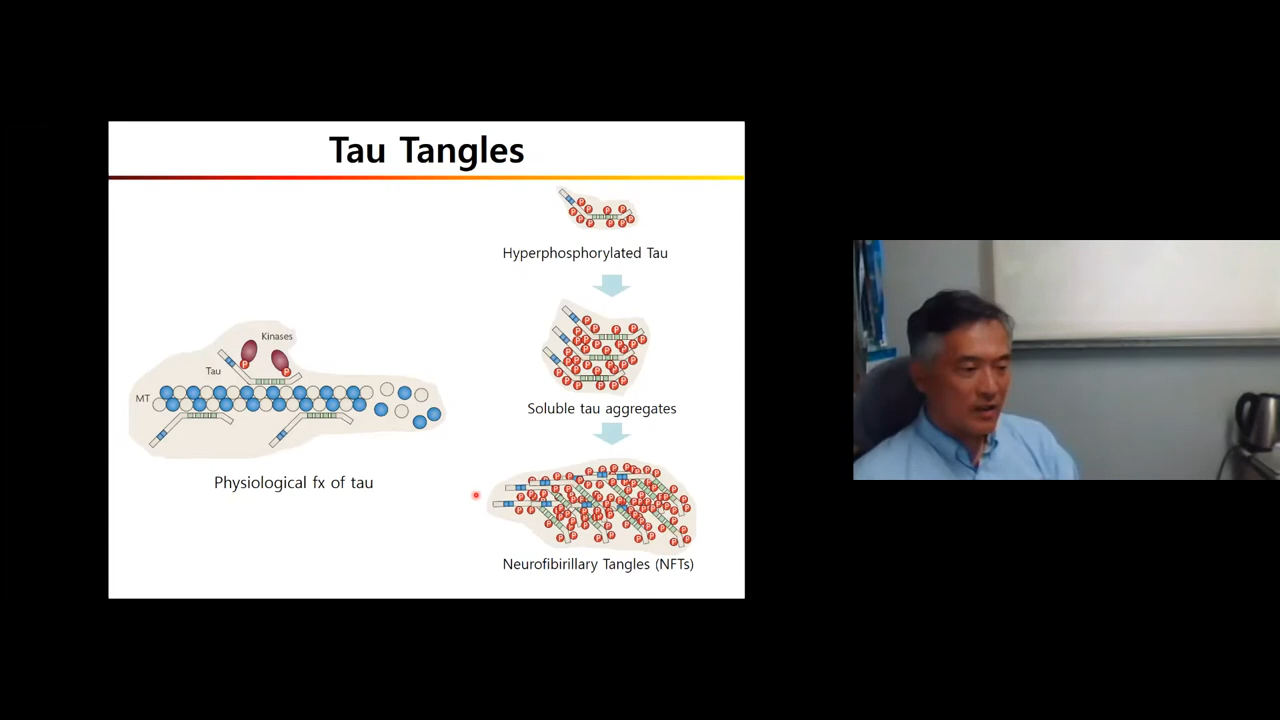 Tau Tangles
Hyperphosphorylated Tau
Kinases
Tau
MT
Soluble tau aggregates
Physiological fx of tau
Neurofibirillary Tangles (NFTs)